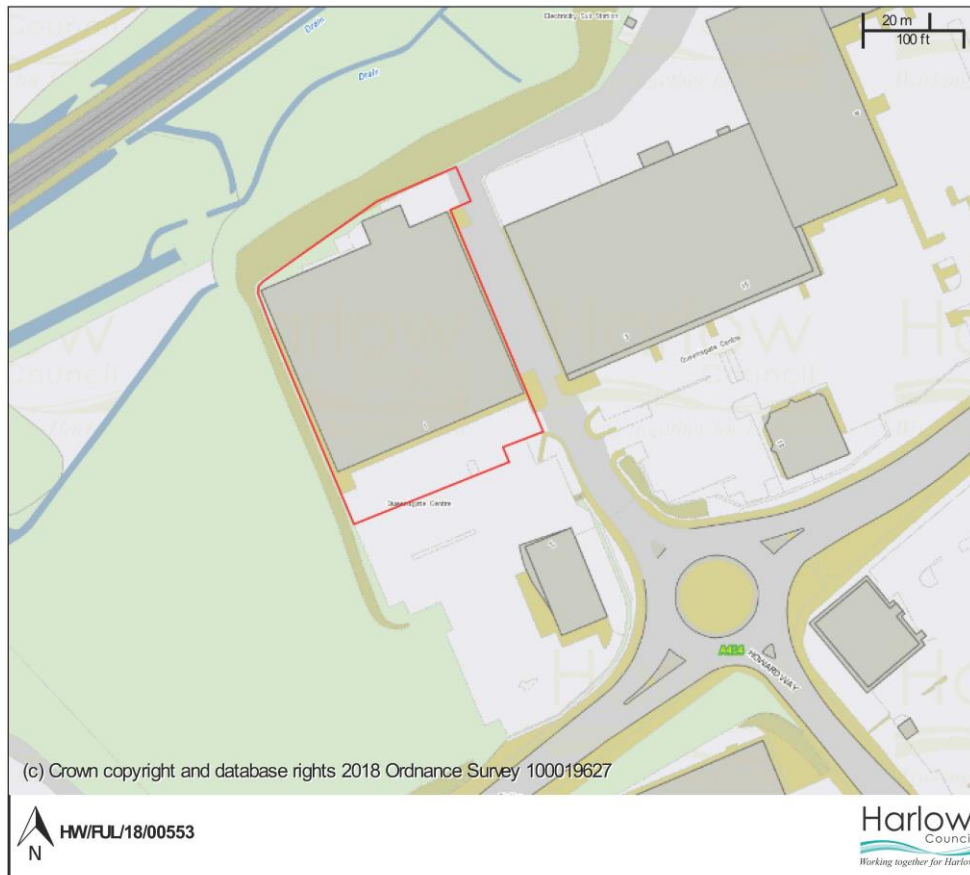 Electricity Sub Station
20 m
100 ft
Drain
Drain
Queensgate Centre
Queensgate Centre
A414
HOWARD WAY
(c) Crown copyright and database rights 2018 Ordnance Survey 100019627
N
HW/FUL/18/00553
Harlow
Council
Working together for Harlow